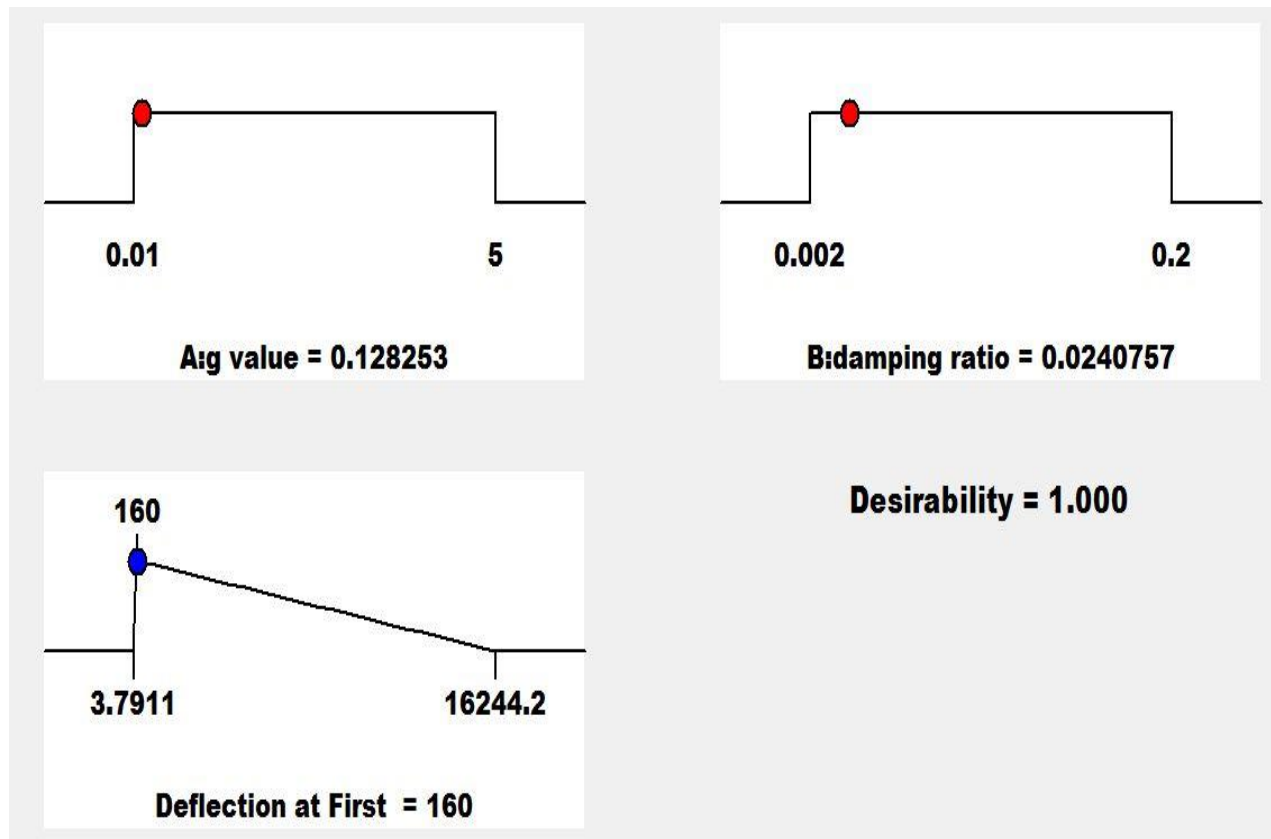 0.01
5
A:g value = 0.128253
0.002
0.2
B:damping ratio = 0.0240757
160
3.7911
16244.2
Deflection at First  = 160
Desirability = 1.000